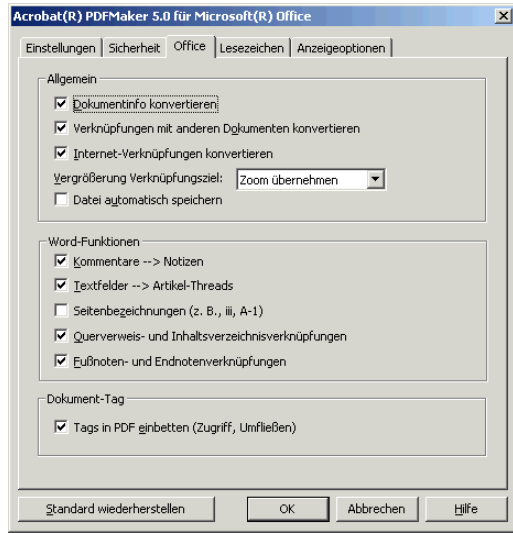 Acrobat(R) PDFMaker 5.0 für Microsoft(R) Office
Einstellungen Sicherheit Office Lesezeichen Anzeigeoptionen
Allgemein
Dokumentinfo konvertieren
Verknüpfungen mit anderen Dokumenten konvertieren
Internet-Verknüpfungen konvertieren
Vergrößerung Verknüpfungsziel: Zoom übernehmen
Datei automatisch speichern
Word-Funktionen
Kommentare --> Notizen
Textfelder --> Artikel-Threads
Seitenbezeichnungen (z. B., iii, A-1)
Querverweis- und Inhaltsverzeichnisverknüpfungen
Fußnoten- und Endnotenverknüpfungen
Dokument-Tag
Tags in PDF einbetten (Zugriff, Umfließen)
Standard wiederherstellen OK Abbrechen Hilfe